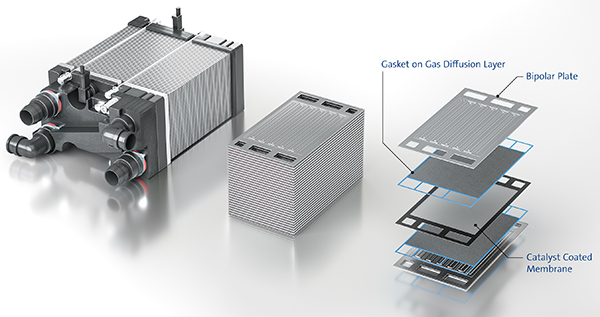 Gasket on Gas Diffusion Layer
Bipolar Plate
Catalyst Coated
Membrane